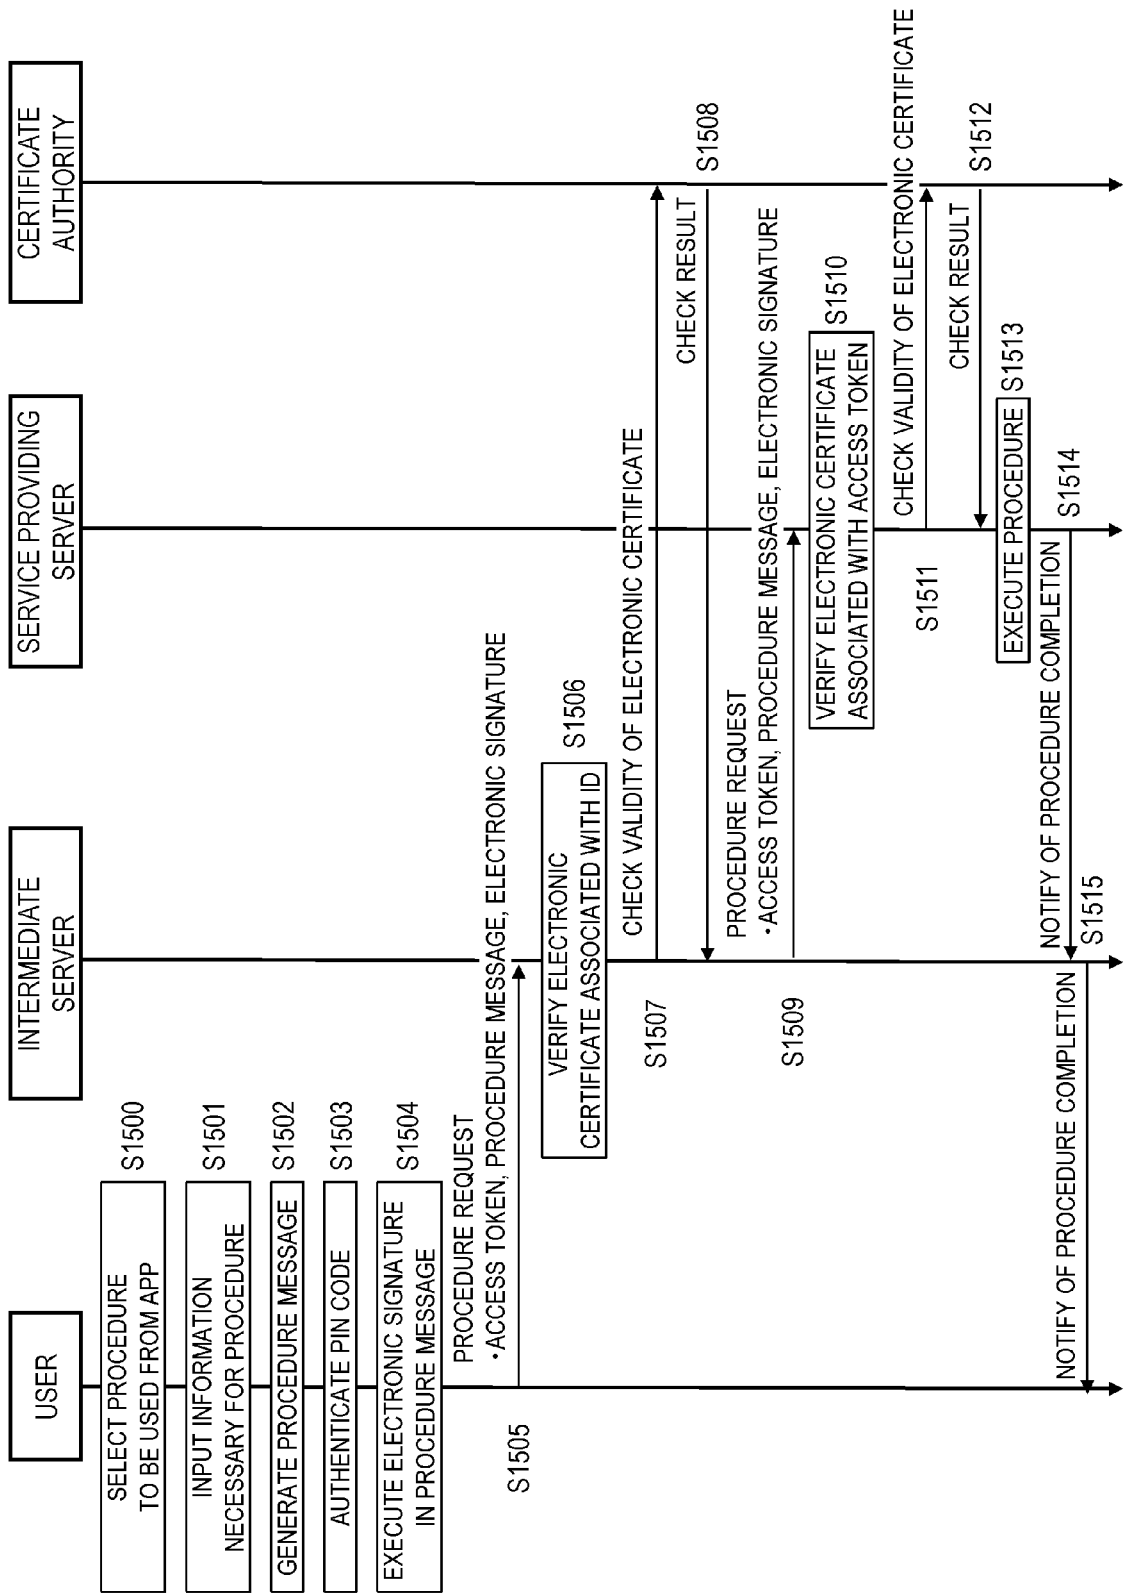 USER
INTERMEDIATE
SERVER
SERVICE PROVIDING
SERVER
CERTIFICATE
AUTHORITY
SELECT PROCEDURE
TO BE USED FROM APP
S1500
INPUT INFORMATION
NECESSARY FOR PROCEDURE
S1501
GENERATE PROCEDURE MESSAGE
S1502
AUTHENTICATE PIN CODE
S1503
EXECUTE ELECTRONIC SIGNATURE
IN PROCEDURE MESSAGE
S1504
PROCEDURE REQUEST
・ACCESS TOKEN, PROCEDURE MESSAGE, ELECTRONIC SIGNATURE
S1505
VERIFY ELECTRONIC
CERTIFICATE ASSOCIATED WITH ID
S1506
CHECK VALIDITY OF ELECTRONIC CERTIFICATE
S1507
CHECK RESULT
S1508
PROCEDURE REQUEST
・ACCESS TOKEN, PROCEDURE MESSAGE, ELECTRONIC SIGNATURE
S1509
VERIFY ELECTRONIC CERTIFICATE
ASSOCIATED WITH ACCESS TOKEN
S1510
CHECK VALIDITY OF ELECTRONIC CERTIFICATE
S1511
CHECK RESULT
S1512
EXECUTE PROCEDURE
S1513
NOTIFY OF PROCEDURE COMPLETION
S1514
NOTIFY OF PROCEDURE COMPLETION
S1515